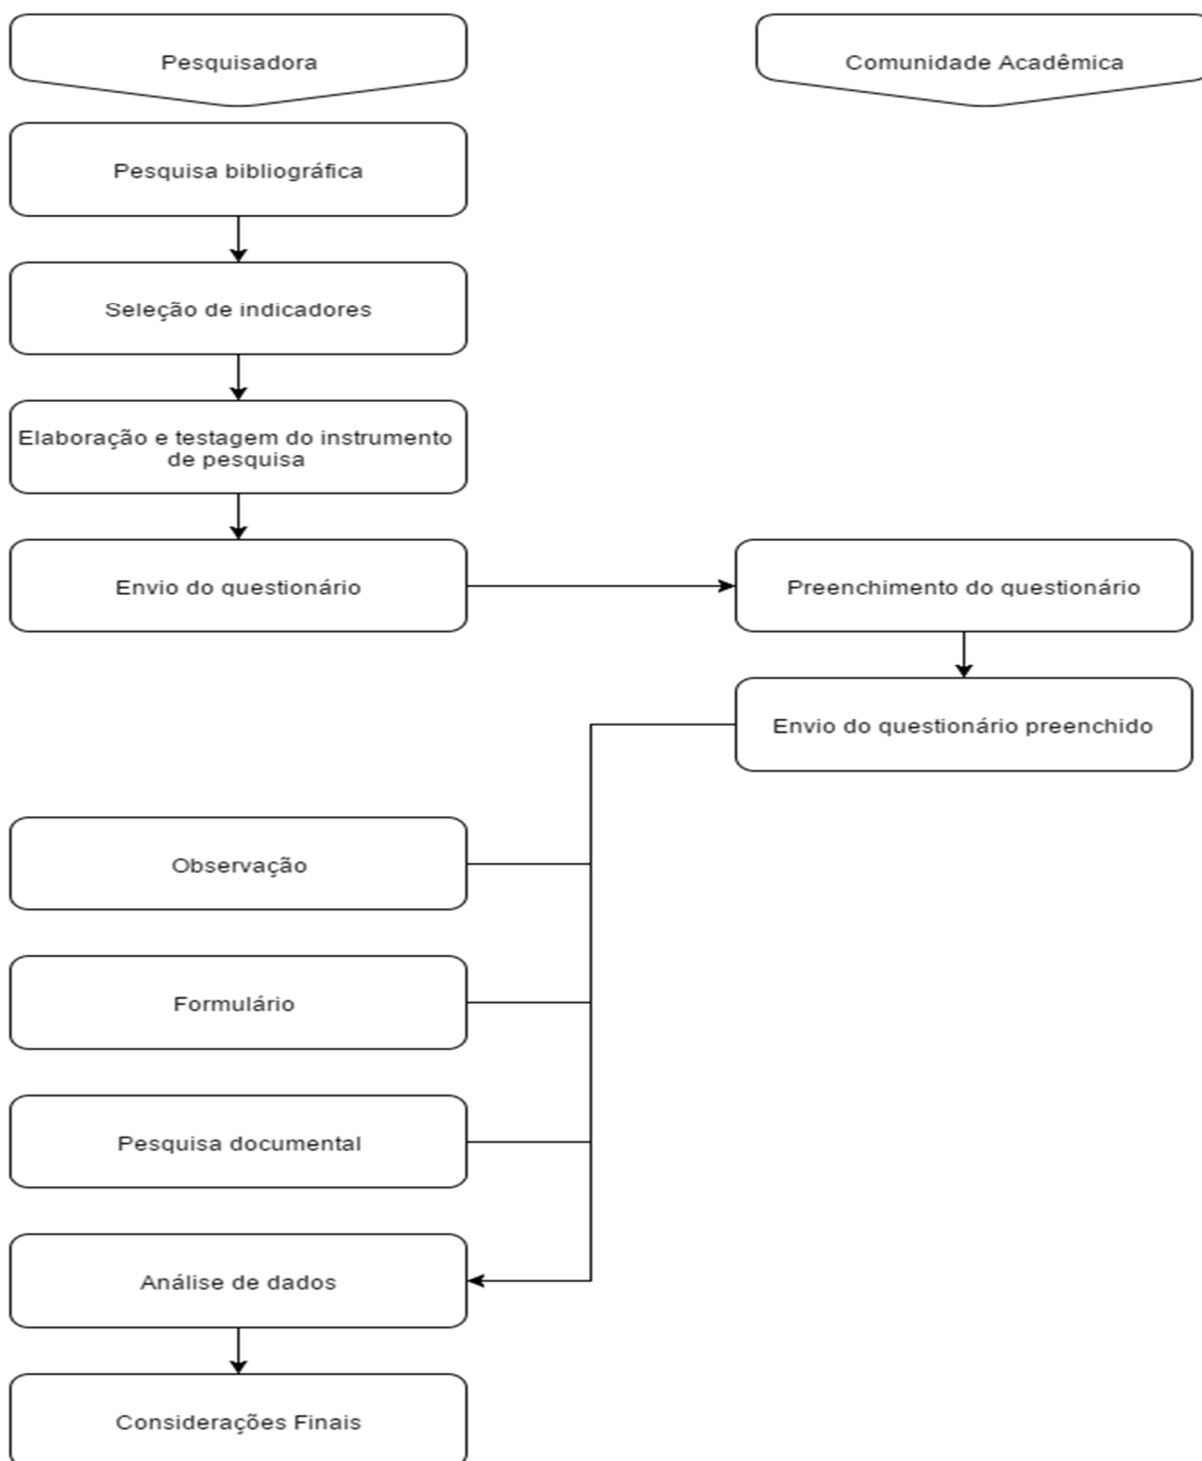 Pesquisadora
Comunidade Acadêmica
Pesquisa bibliográfica
Seleção de indicadores
Elaboração e testagem do instrumento
de pesquisa
Envio do questionário
Preenchimento do questionário
Envio do questionário preenchido
Observação
Formulário
Pesquisa documental
Análise de dados
Considerações Finais